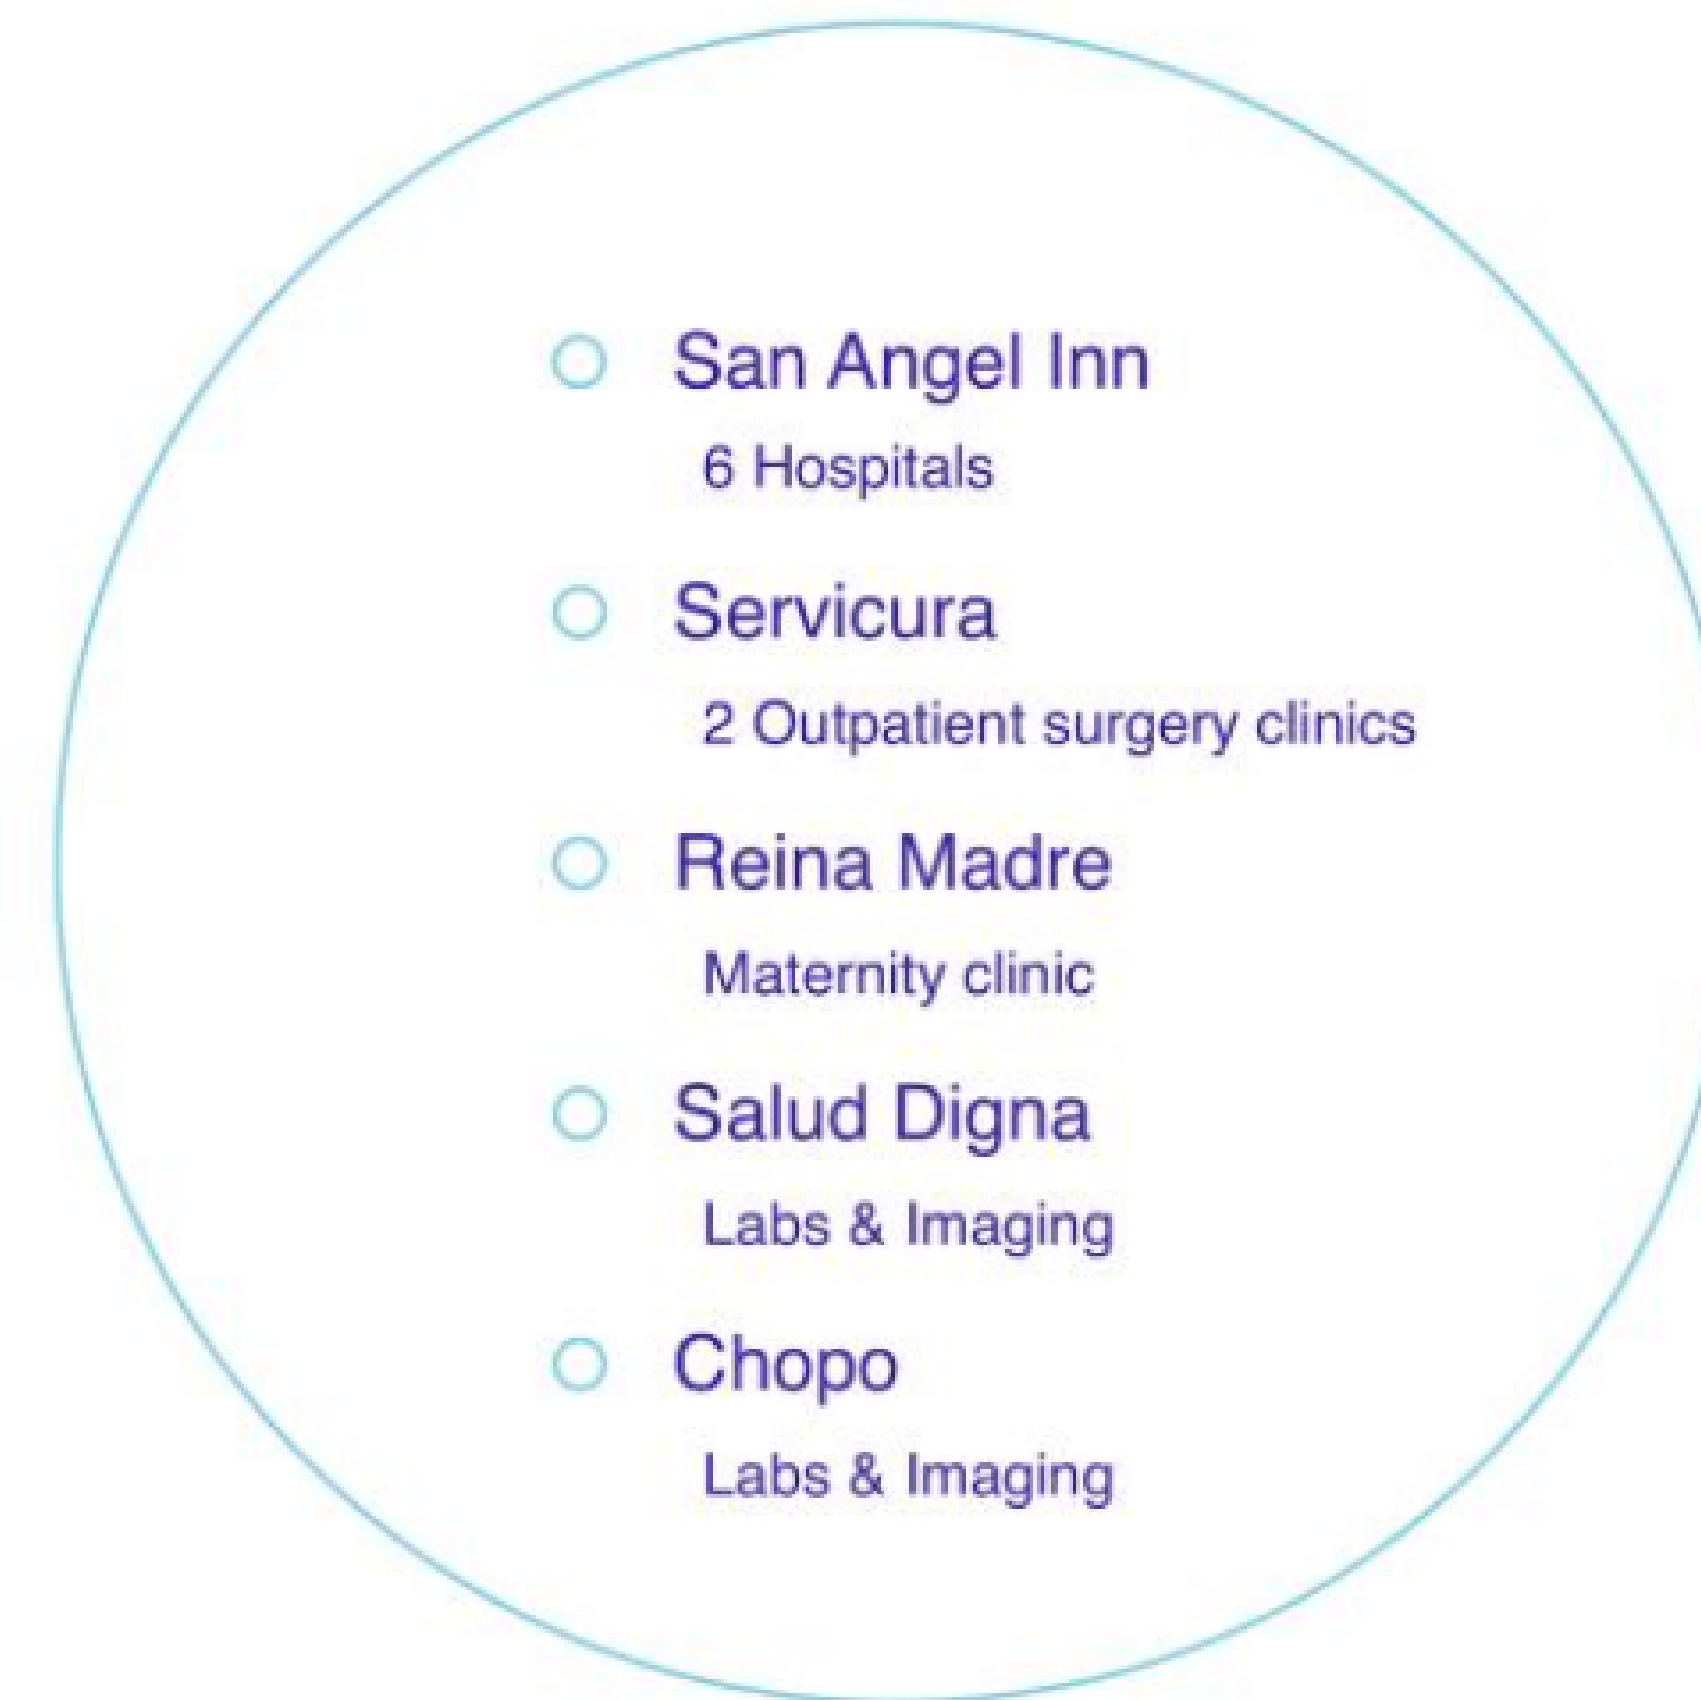 San Angel Inn
6 Hospitals
Servicura
2 Outpatient surgery clinics
Reina Madre
Maternity clinic
Salud Digna
Labs & Imaging
Chopo
Labs & Imaging